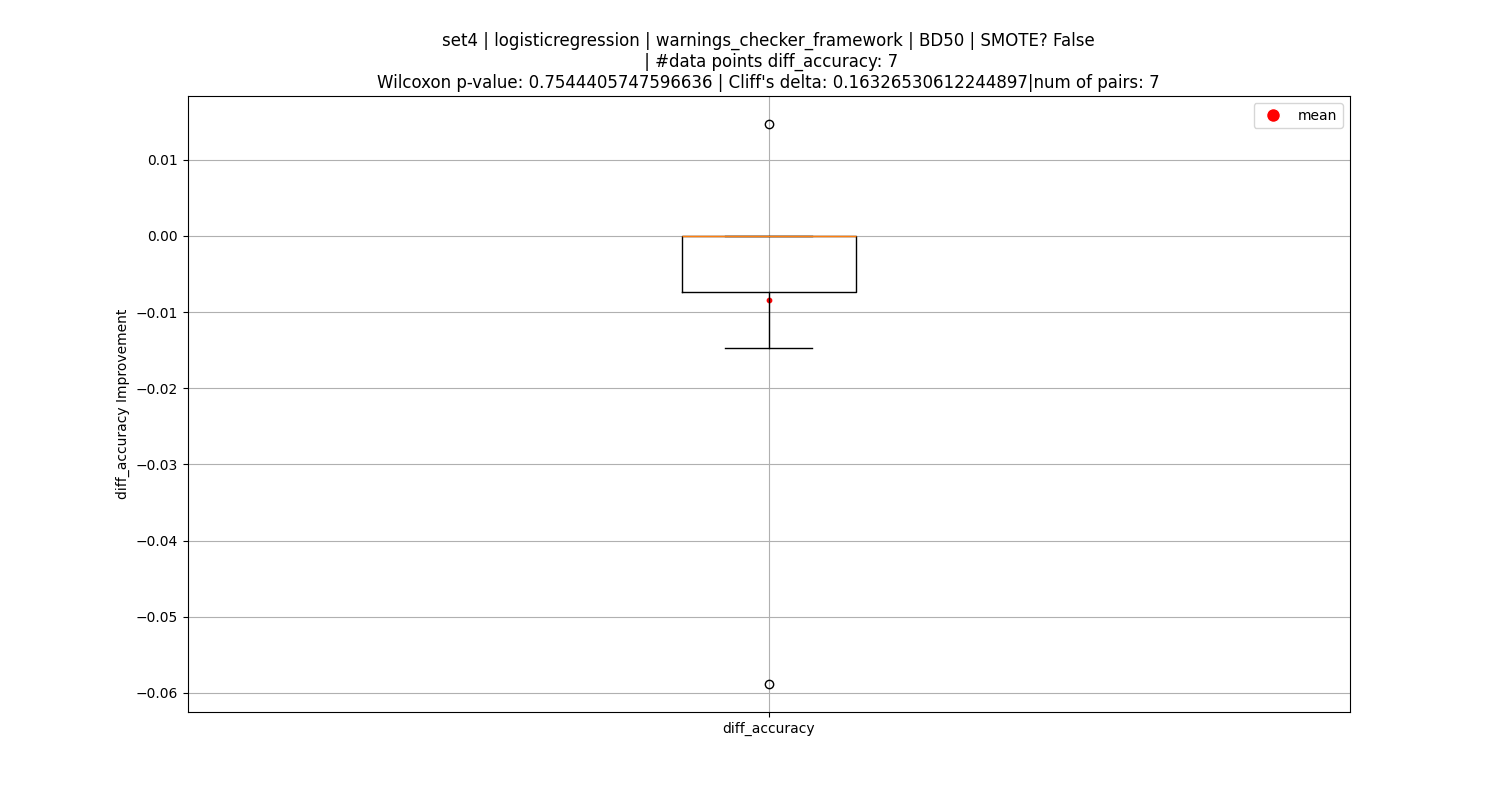 set4 | logisticregression | warnings_checker_framework | BD50 | SMOTE? False
| #data points diff_accuracy: 7
Wilcoxon p-value: 0.7544405747596636 | Cliff's delta: 0.16326530612244897|num of pairs: 7
mean
0.01
0.00
−0.01
−0.02
−0.03
−0.04
−0.05
−0.06
diff_accuracy Improvement
diff_accuracy